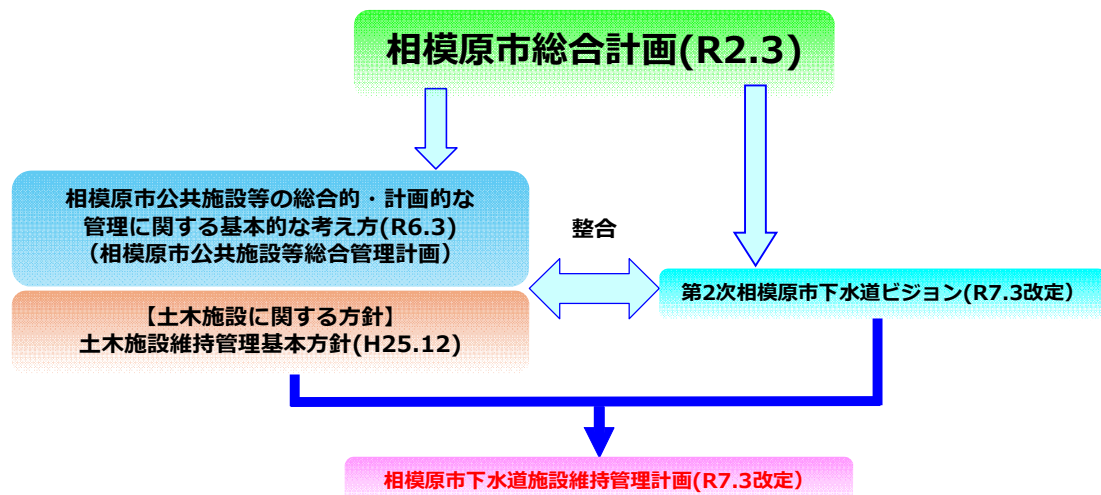 相模原市総合計画(R2.3)
相模原市公共施設等の総合的・計画的な
管理に関する基本的な考え方(R6.3)
（相模原市公共施設等総合管理計画）
整合
第2次相模原市下水道ビジョン(R7.3改定）
【土木施設に関する方針】
土木施設維持管理基本方針(H25.12)
相模原市下水道施設維持管理計画(R7.3改定）